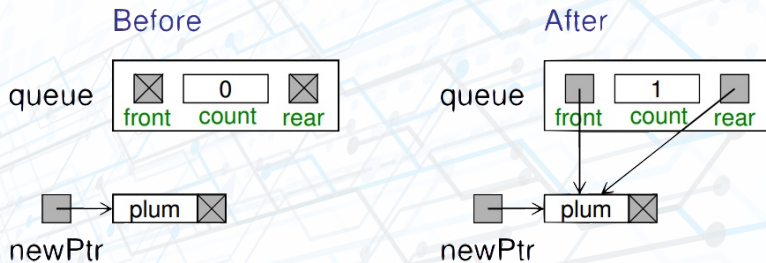 Before After
queue 0 queue 1
front count rear front count rear
plum plum
newPtr newPtr